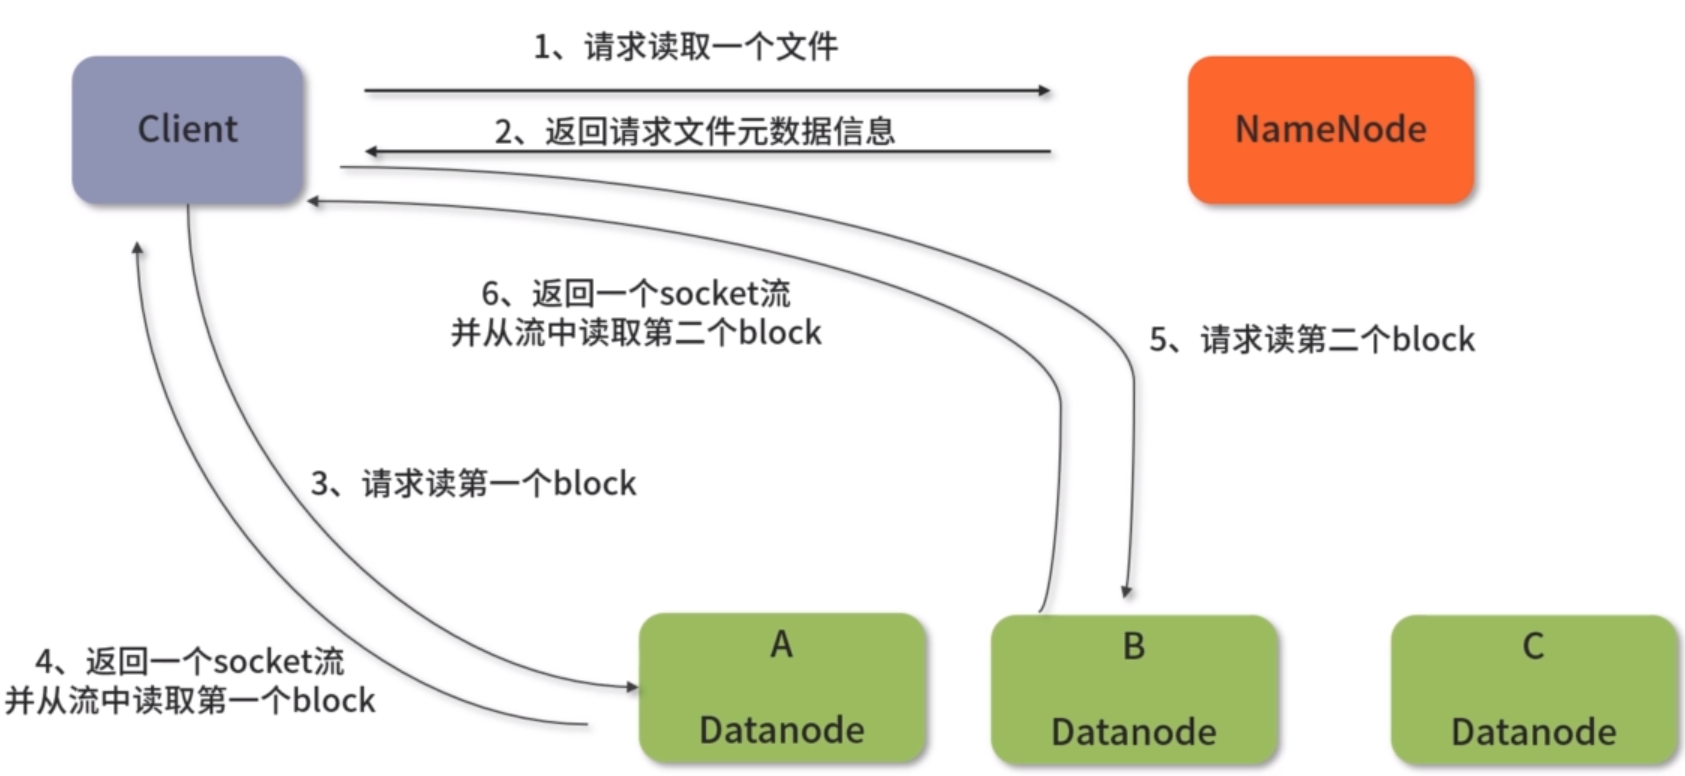 1、请求读取一个文件
Client
NameNode
2、返回请求文件元数据信息
6、返回一个socket流
并从流中读取第二个block
5、请求读第二个block
3、请求读第一个block
4、返回一个socket流
并从流中读取第一个block
A
Datanode
B
Datanode
C
Datanode